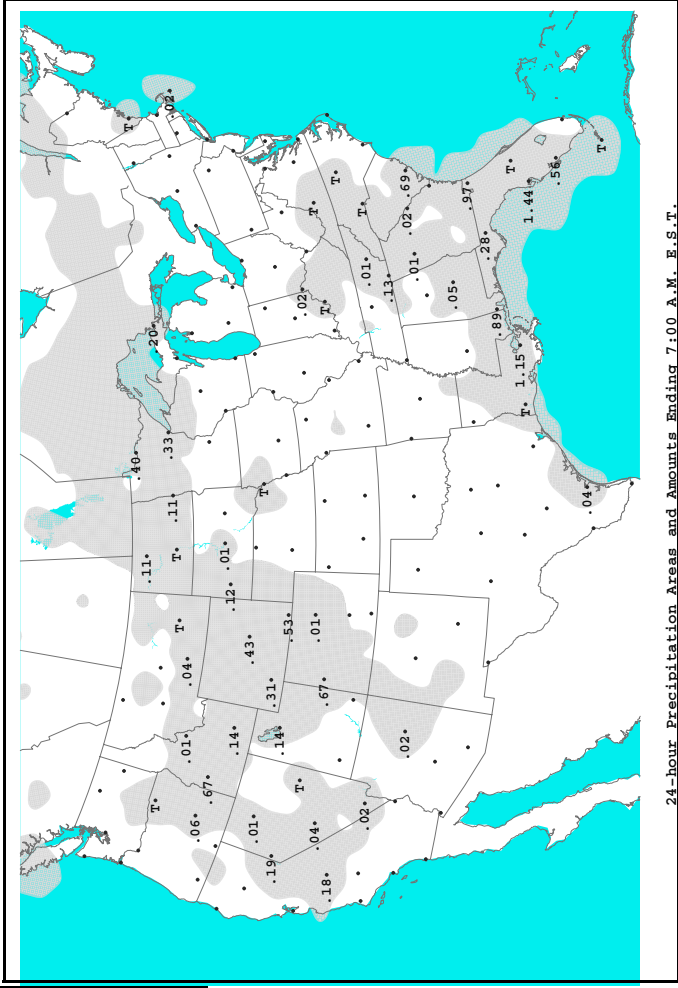 T
.40
.11
.20
T
.33
.02
.11
T
T
.01
.04
.06
.67
.01
.12
.14
.43
.01
T
.19
.31
.14
.53
T
.02
T
.04
.01
.67
T
.18
T
T
.02
.01
.13
.02
.69
.02
.01
.05
.97
.28
.89
T
1.15
T
1.44
.56
.04
T
24-hour Precipitation Areas and Amounts Ending 7:00 A.M. E.S.T.